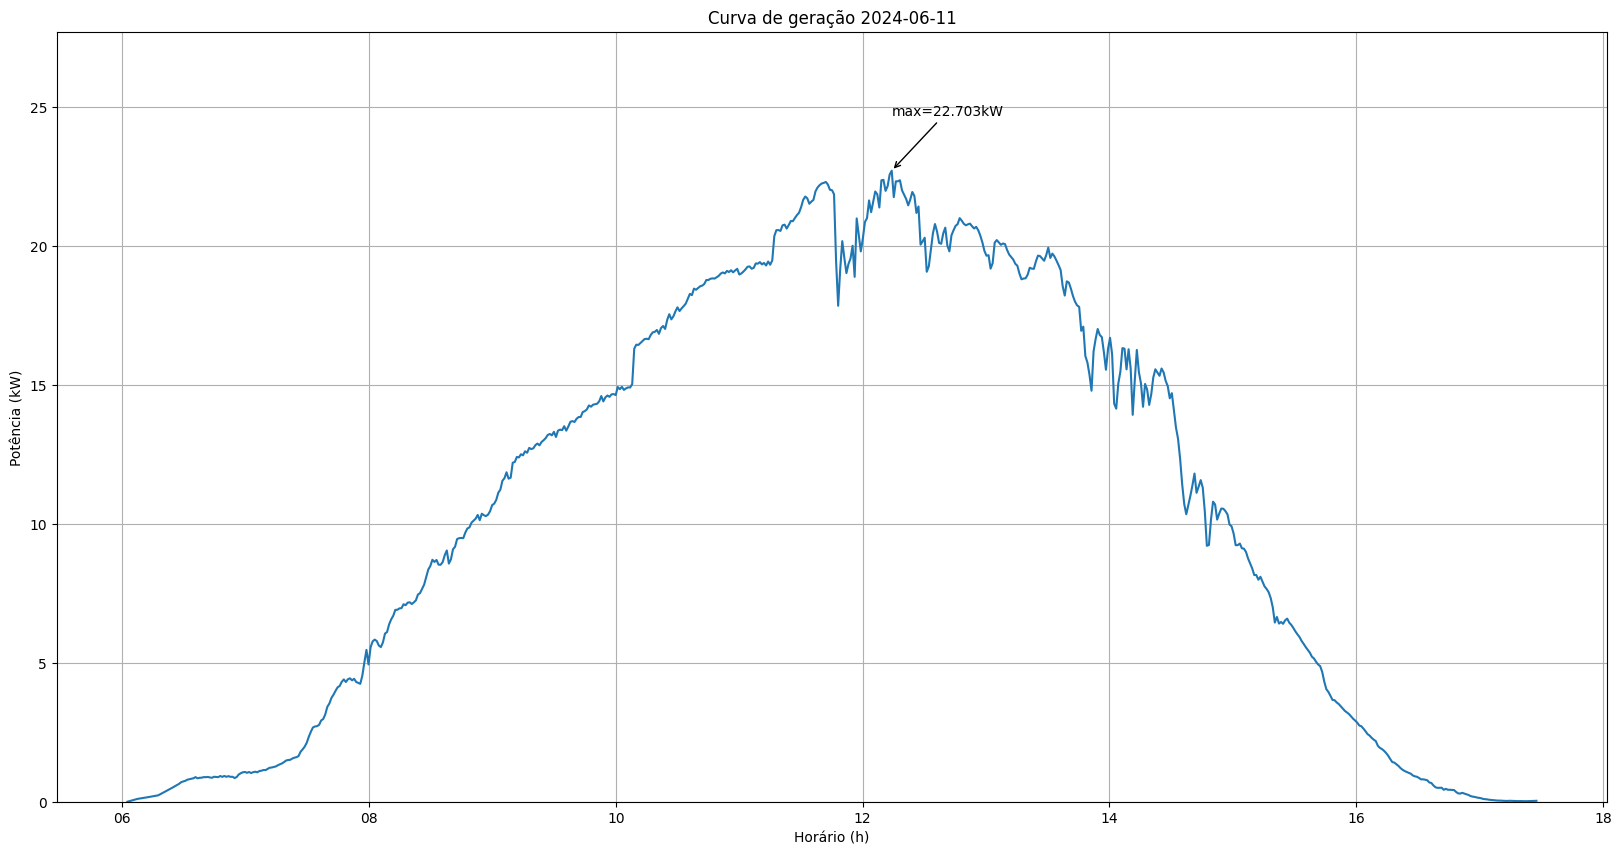 Curva de geração 2024-06-11
max=22.703kW
25
20
15
10
5
0
Potência (kW)
06 08 10 12 14 16 18
Horário (h)